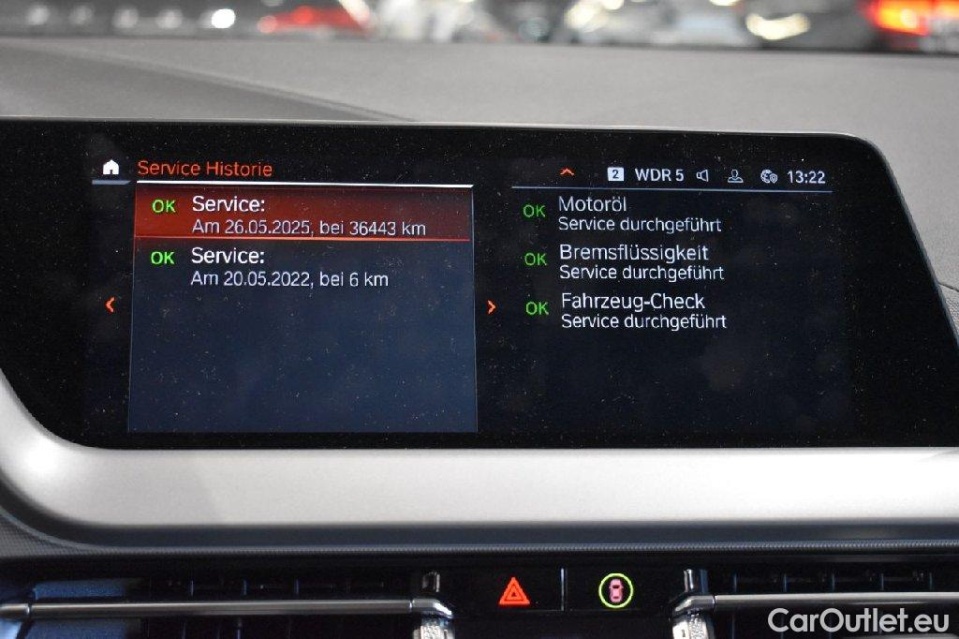 Service Historie
2 WDR 5 13:22
OK Service:
Am 26.05.2025, bei 36443 km
OK Service:
Am 20.05.2022, bei 6 km
OK Motoröl
Service durchgeführt
OK Bremsflüssigkeit
Service durchgeführt
OK Fahrzeug-Check
Service durchgeführt
CarOutlet.eu